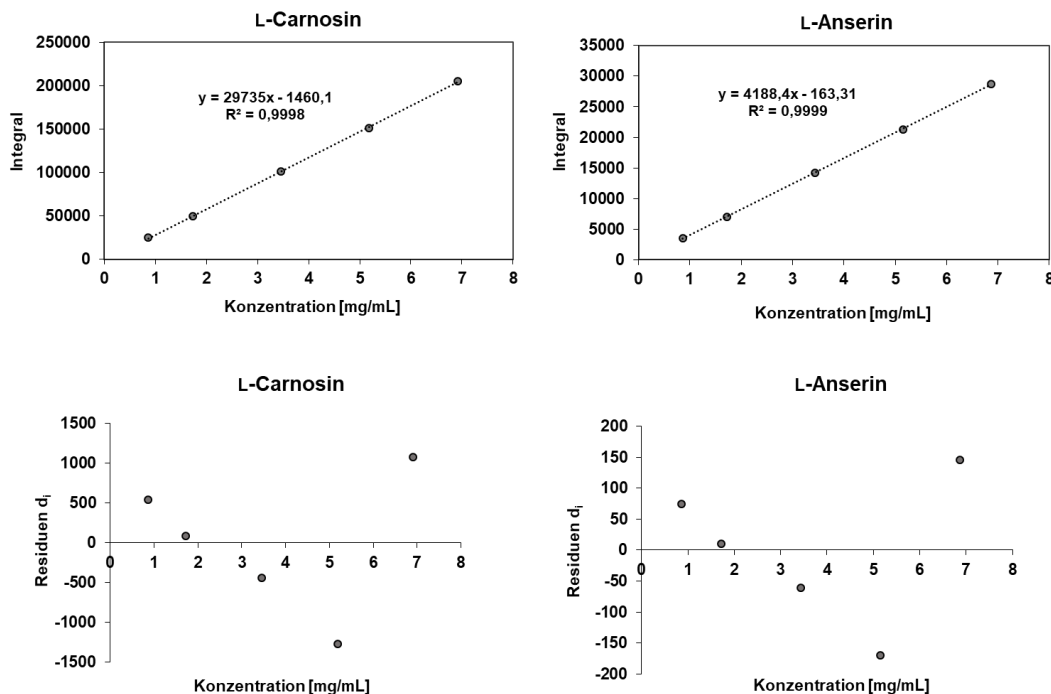 L-Carnosin
250000
200000
150000
100000
50000
0
Integral
y = 29735x - 1460,1
R² = 0,9998
0 1 2 3 4 5 6 7 8
Konzentration [mg/mL]
L-Anserin
35000
30000
25000
20000
15000
10000
5000
0
Integral
y = 4188,4x - 163,31
R² = 0,9999
0 1 2 3 4 5 6 7 8
Konzentration [mg/mL]
L-Carnosin
1500
1000
500
0
-500
-1000
-1500
Residuen di
0 1 2 3 4 5 6 7 8
Konzentration [mg/mL]
L-Anserin
200
150
100
50
0
-50
-100
-150
-200
Residuen di
0 1 2 3 4 5 6 7 8
Konzentration [mg/mL]